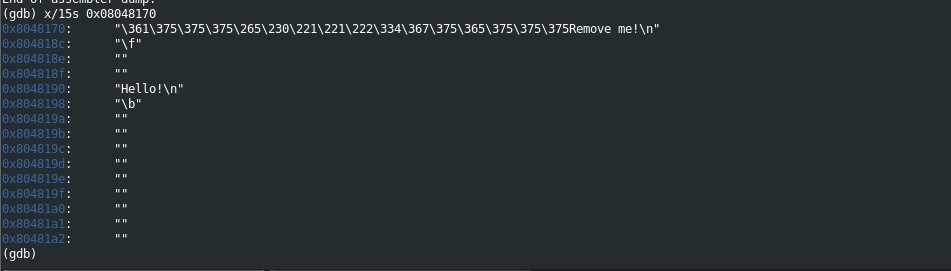 End of assembler dump.
(gdb) x/15s 0x08048170
0x8048170:      "\361\375\375\375\265\230\221\221\222\334\367\375\365\375\375\375Remove me!\n"
0x804818c:      "\f"
0x804818e:      ""
0x804818f:      ""
0x8048190:      "Hello!\n"
0x8048198:      "\b"
0x804819a:      ""
0x804819b:      ""
0x804819c:      ""
0x804819d:      ""
0x804819e:      ""
0x804819f:      ""
0x80481a0:      ""
0x80481a1:      ""
0x80481a2:      ""
(gdb)